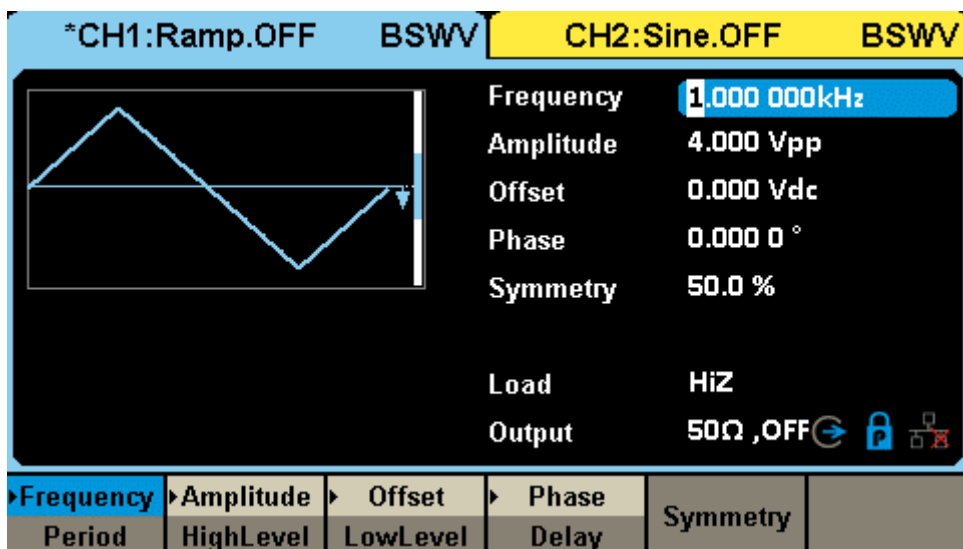 *CH1:Ramp.OFF BSWV CH2:Sine.OFF BSWV
Frequency 1.000 000kHz
Amplitude 4.000 Vpp
Offset 0.000 Vdc
Phase 0.000 0 °
Symmetry 50.0 %
Load HiZ
Output 50Ω ,OFF P
Frequency Amplitude Offset Phase Symmetry
Period HighLevel LowLevel Delay